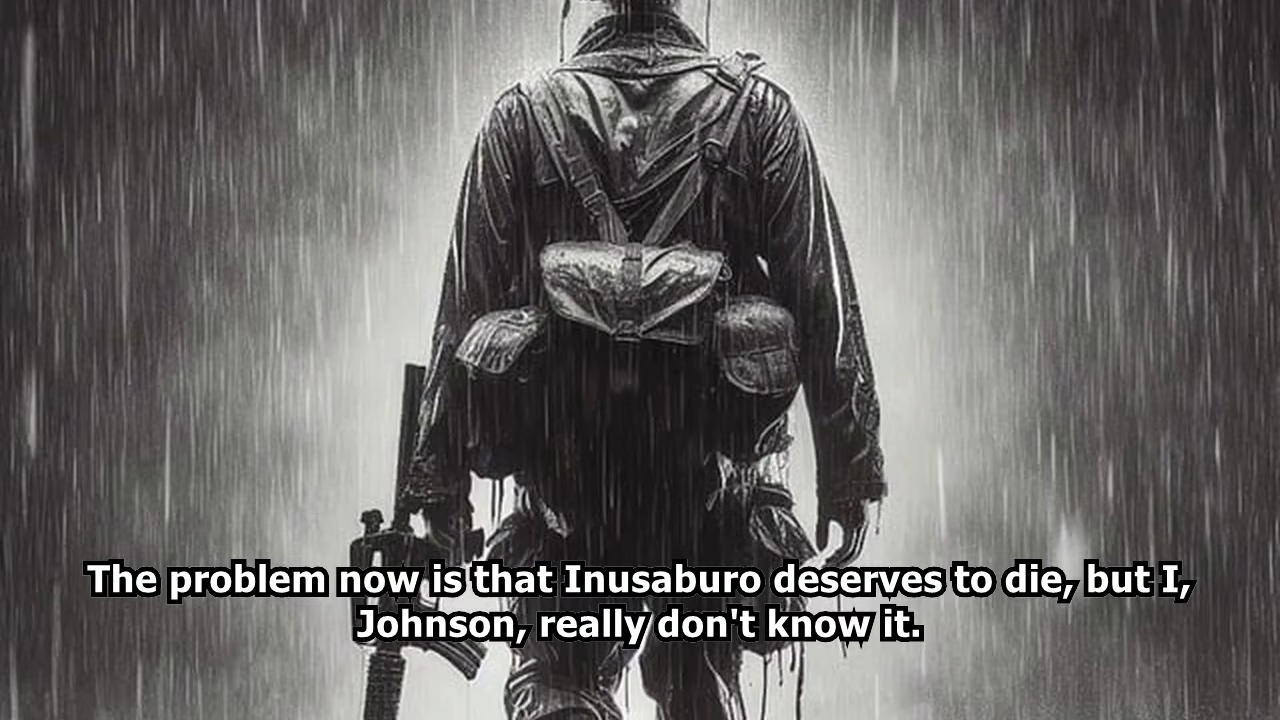 The problem now is that Inusaburo deserves to die, but I,
Johnson, really don't know it.